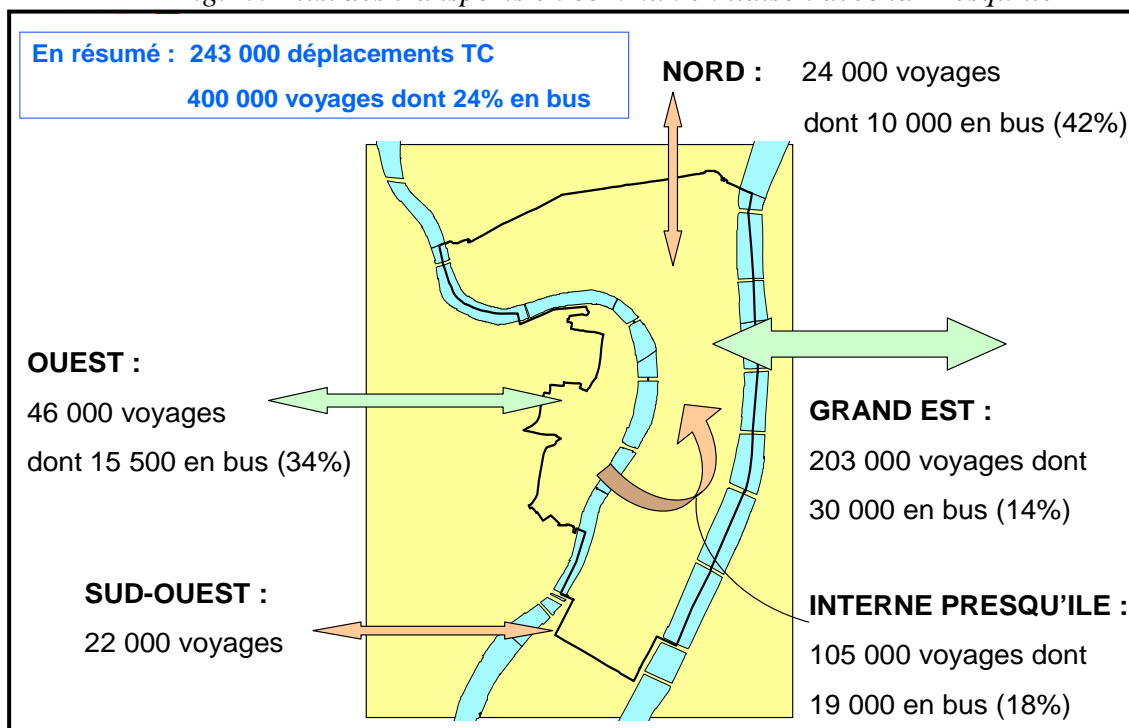 En résumé : 243 000 déplacements TC
400 000 voyages dont 24% en bus
NORD : 24 000 voyages
dont 10 000 en bus (42%)
OUEST :
46 000 voyages
dont 15 500 en bus (34%)
GRAND EST :
203 000 voyages dont
30 000 en bus (14%)
SUD-OUEST :
22 000 voyages
INTERNE PRESQU'ILE :
105 000 voyages dont
19 000 en bus (18%)